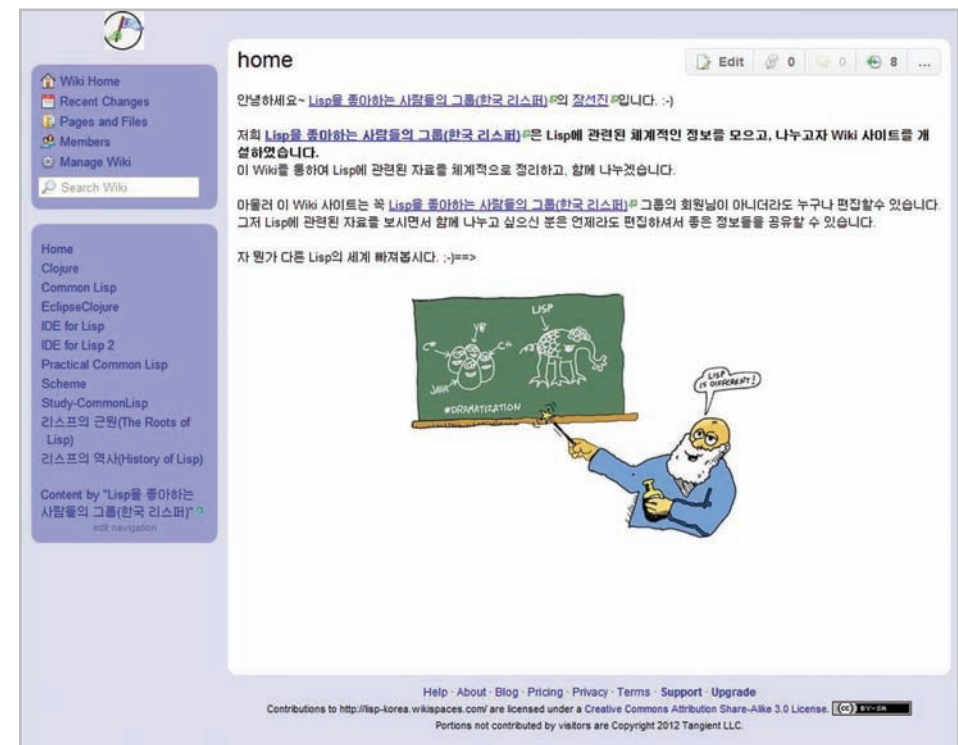 Wiki Home
Recent Changes
Pages and Files
Members
Manage Wiki
Search Wiki
Home
Clojure
Common Lisp
EclipseClojure
IDE for Lisp
IDE for Lisp 2
Practical Common Lisp
Scheme
Study-CommonLisp
리스프의 근원(The Roots of
Lisp)
리스프의 역사(History of Lisp)
Content by "Lisp을 좋아하는
사람들의 그룹(한국 리스퍼)"
edit navigation
home
Edit 0 0 8 ...
안녕하세요~ Lisp을 좋아하는 사람들의 그룹(한국 리스퍼)의 장선진입니다. :-)
저희 Lisp을 좋아하는 사람들의 그룹(한국 리스퍼)은 Lisp에 관련된 체계적인 정보를 모으고, 나누고자 Wiki 사이트를 개
설하였습니다.
이 Wiki를 통하여 Lisp에 관련된 자료를 체계적으로 정리하고, 함께 나누겠습니다.
아울러 이 Wiki 사이트는 꼭 Lisp을 좋아하는 사람들의 그룹(한국 리스퍼) 그룹의 회원님이 아니더라도 누구나 편집할수 있습니다.
그저 Lisp에 관련된 자료를 보시면서 함께 나누고 싶으신 분은 언제라도 편집하셔서 좋은 정보들을 공유할 수 있습니다.
자 뭔가 다른 Lisp의 세계 빠져봅시다. ;-)==>
LISP
VB
C#
C++
JAVA
*DRAMATIZATION
LISP
IS DIFFERENT!
Help · About · Blog · Pricing · Privacy · Terms · Support · Upgrade
Contributions to http://lisp-korea.wikispaces.com/ are licensed under a Creative Commons Attribution Share-Alike 3.0 License. (cc) BY-SA
Portions not contributed by visitors are Copyright 2012 Tangient LLC.